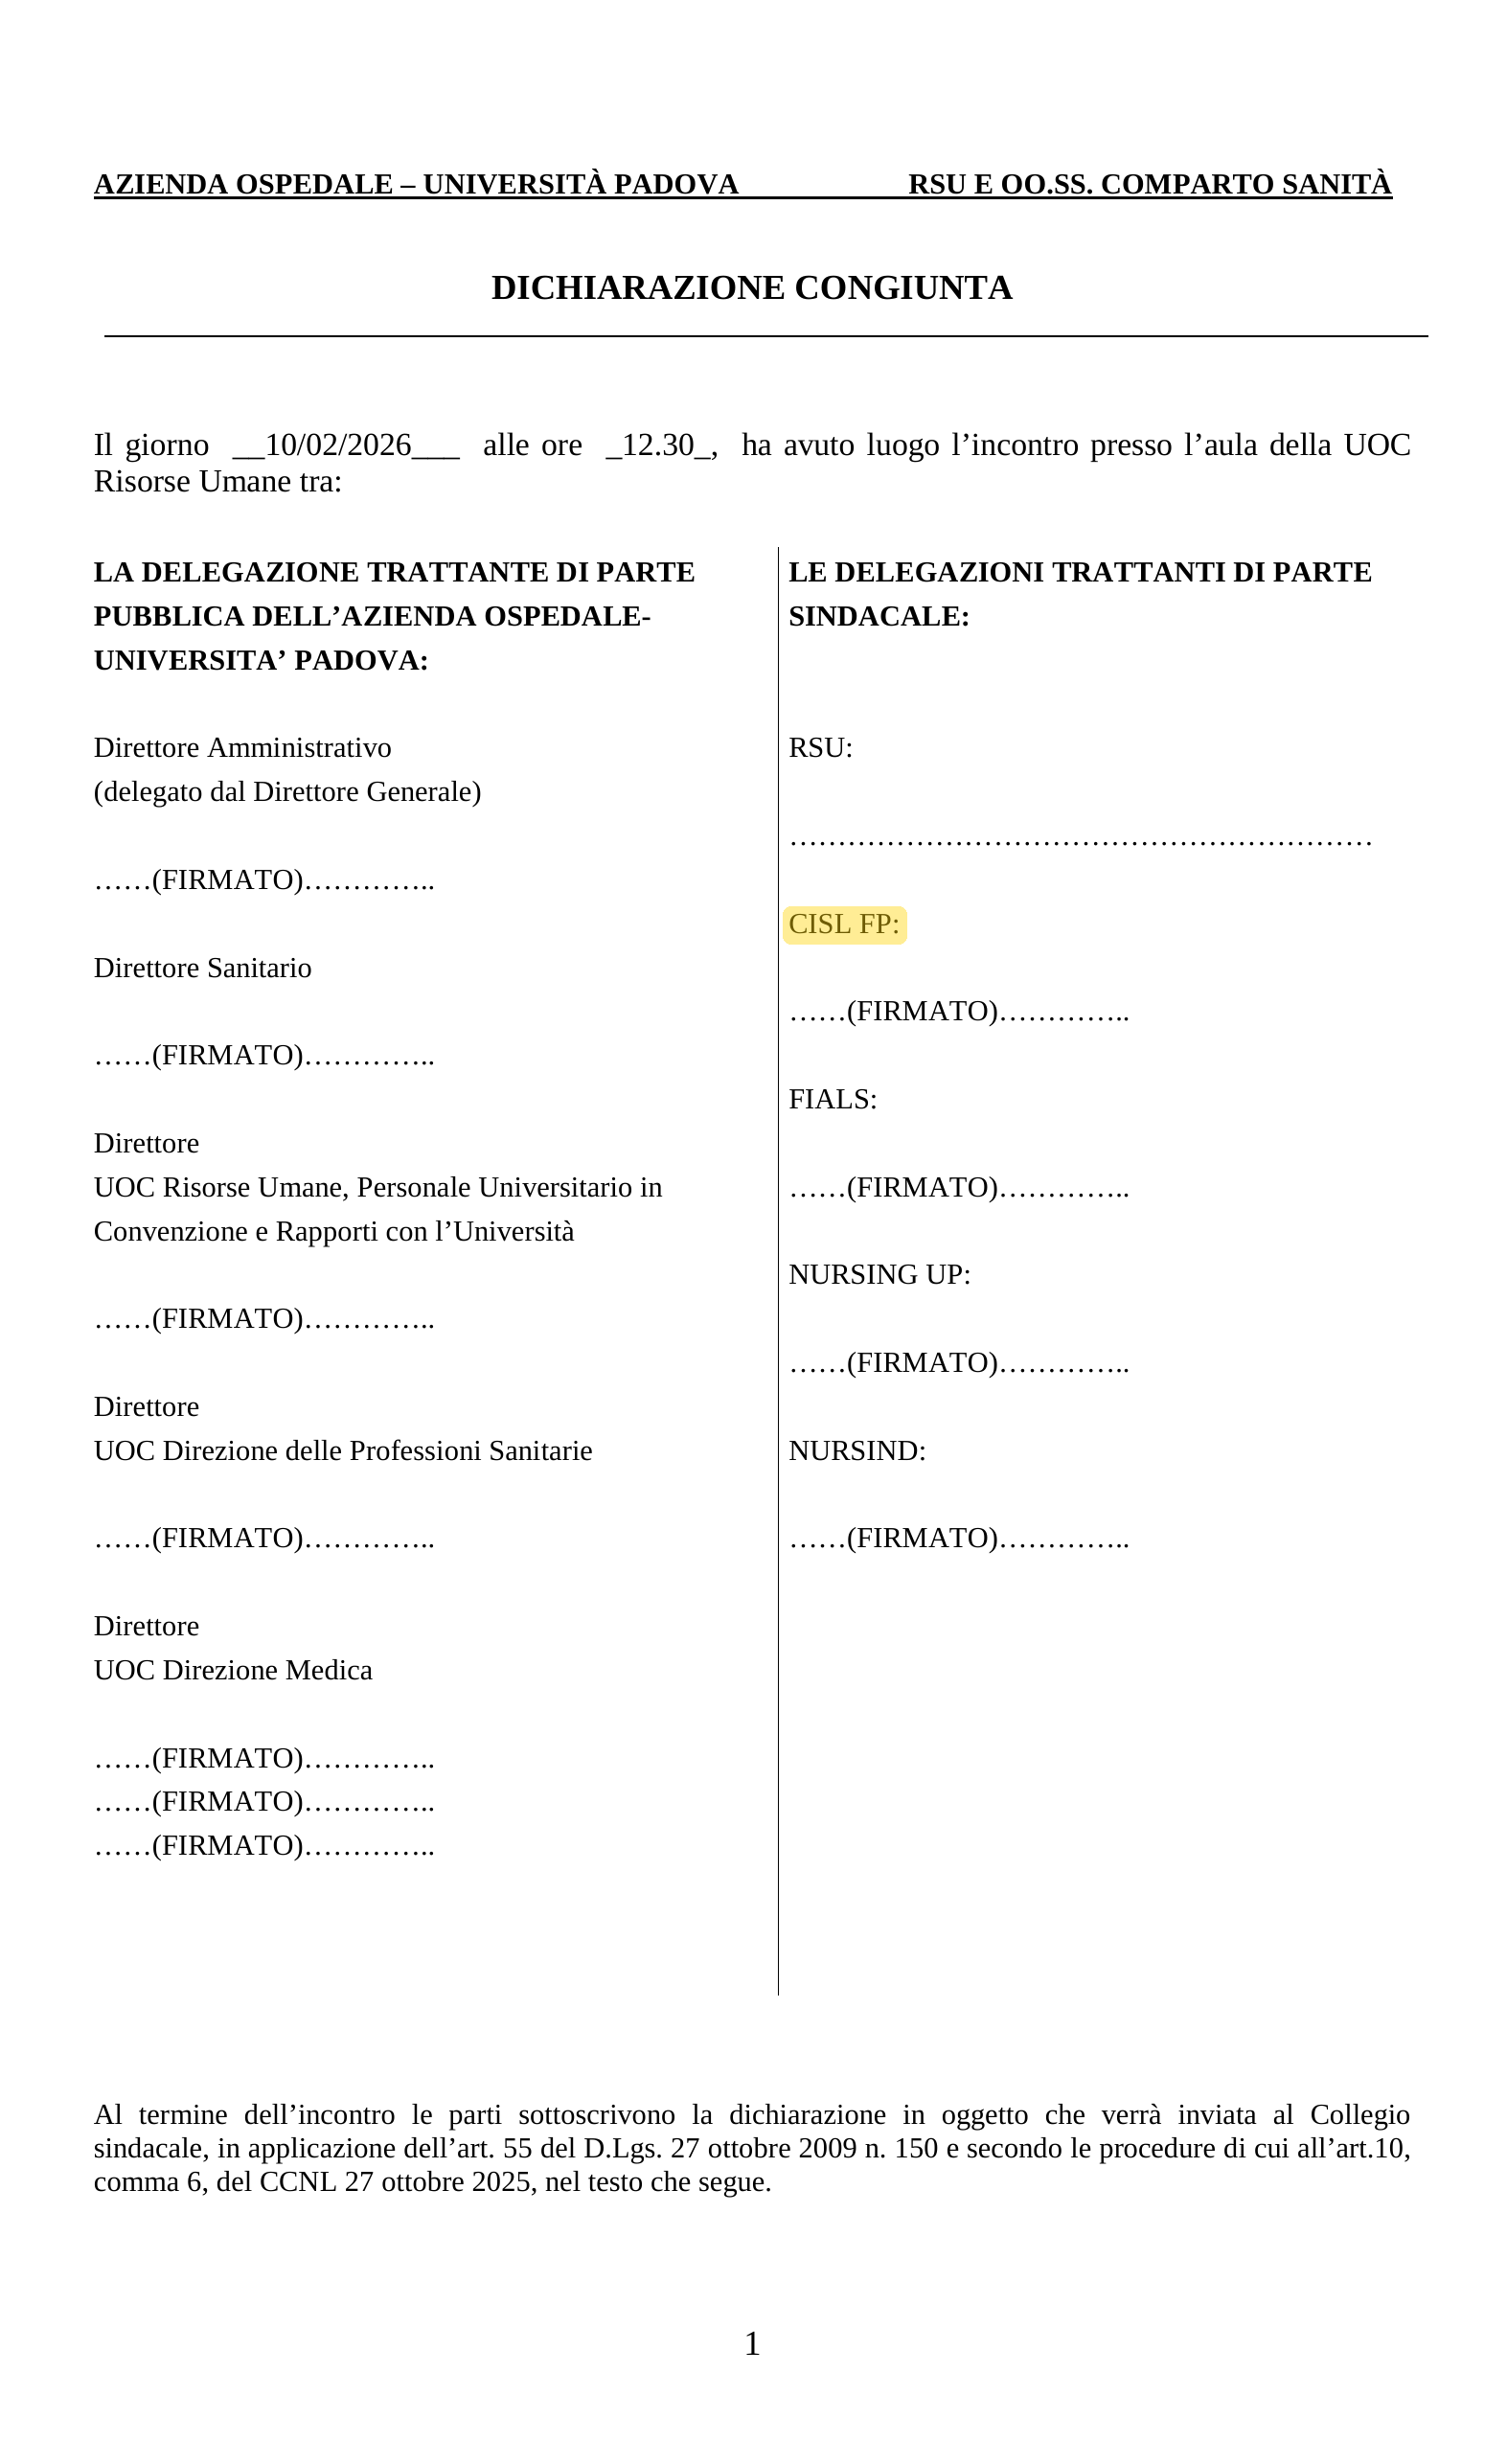 AZIENDA OSPEDALE – UNIVERSITÀ PADOVA RSU E OO.SS. COMPARTO SANITÀ
DICHIARAZIONE CONGIUNTA
Il giorno __10/02/2026___ alle ore _12.30_, ha avuto luogo l’incontro presso l’aula della UOC
Risorse Umane tra:
LA DELEGAZIONE TRATTANTE DI PARTE
PUBBLICA DELL’AZIENDA OSPEDALE-
UNIVERSITA’ PADOVA:
Direttore Amministrativo
(delegato dal Direttore Generale)
……(FIRMATO)…………..
Direttore Sanitario
……(FIRMATO)…………..
Direttore
UOC Risorse Umane, Personale Universitario in
Convenzione e Rapporti con l’Università
……(FIRMATO)…………..
Direttore
UOC Direzione delle Professioni Sanitarie
……(FIRMATO)…………..
Direttore
UOC Direzione Medica
……(FIRMATO)…………..
……(FIRMATO)…………..
……(FIRMATO)…………..
LE DELEGAZIONI TRATTANTI DI PARTE
SINDACALE:
RSU:
……………………………………………………
CISL FP:
……(FIRMATO)…………..
FIALS:
……(FIRMATO)…………..
NURSING UP:
……(FIRMATO)…………..
NURSIND:
……(FIRMATO)…………..
Al termine dell’incontro le parti sottoscrivono la dichiarazione in oggetto che verrà inviata al Collegio
sindacale, in applicazione dell’art. 55 del D.Lgs. 27 ottobre 2009 n. 150 e secondo le procedure di cui all’art.10,
comma 6, del CCNL 27 ottobre 2025, nel testo che segue.
1